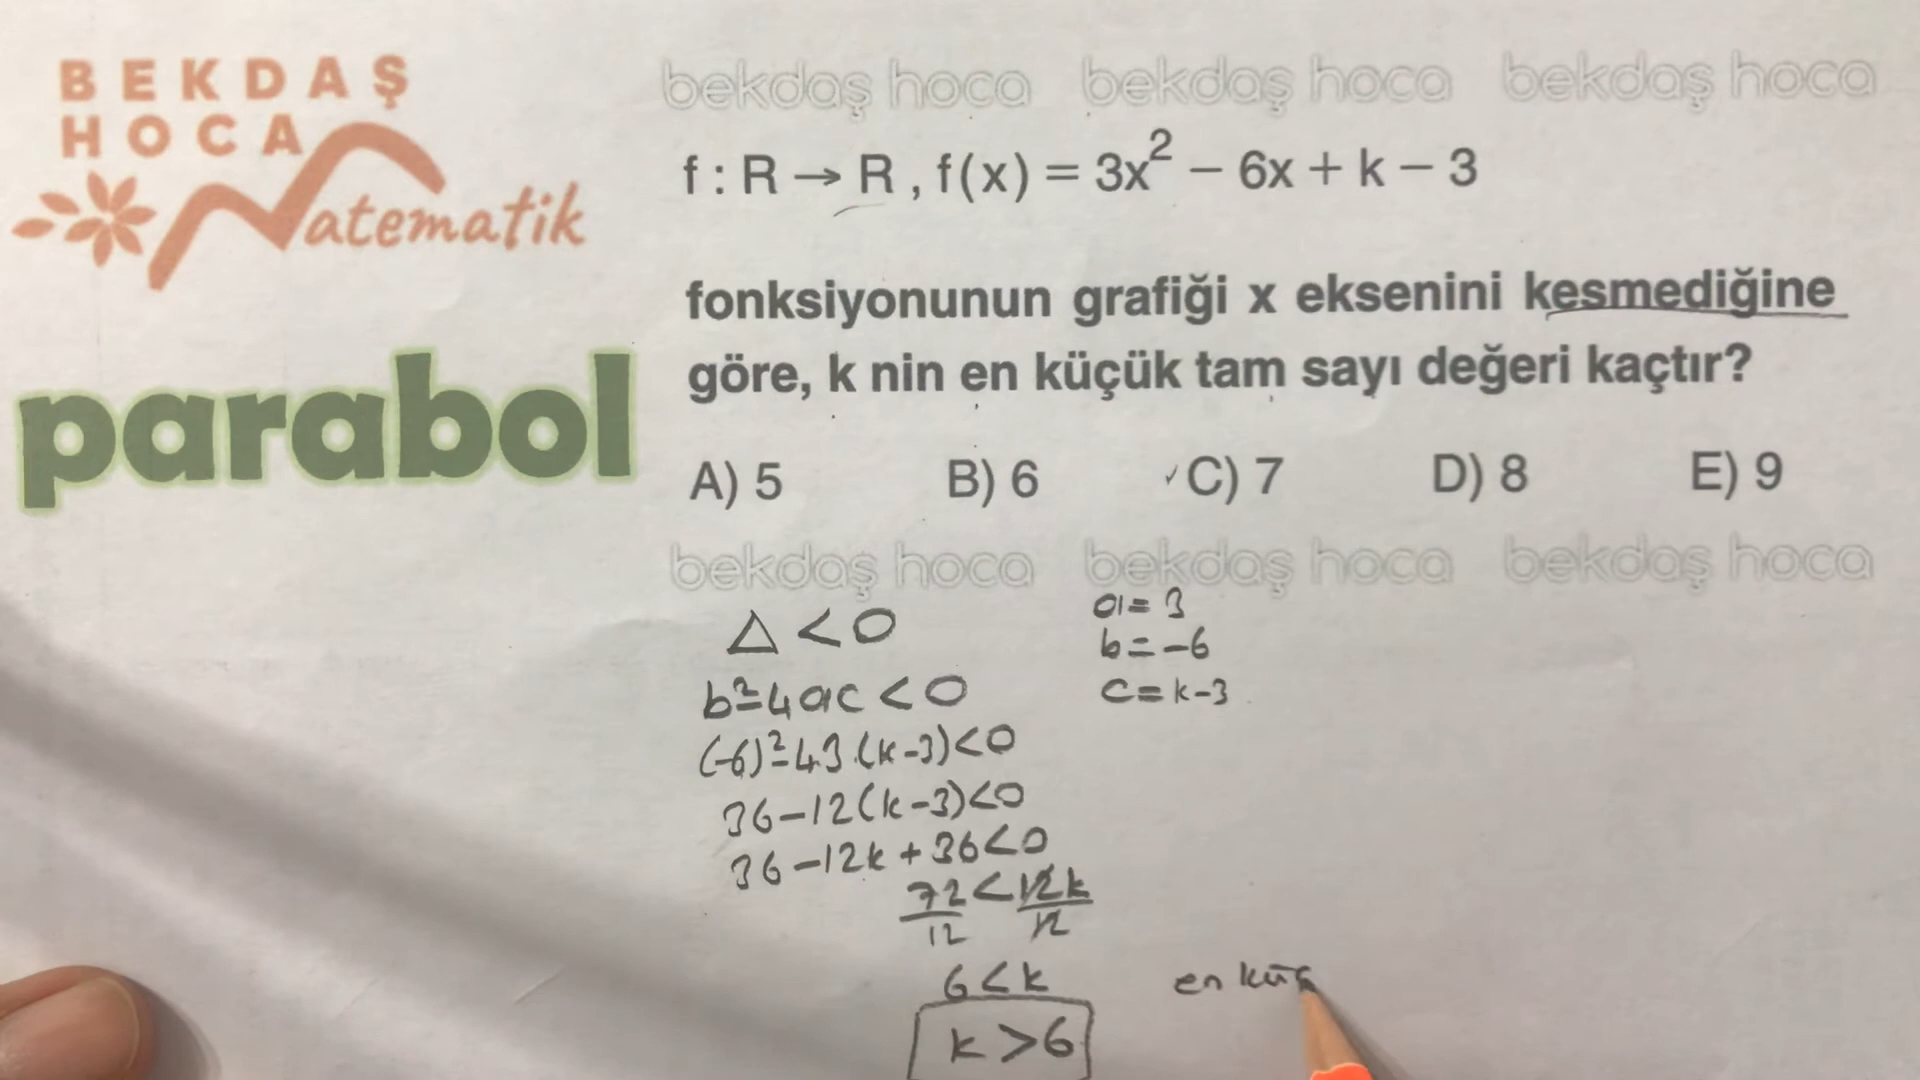 BEKDAŞ
HOCA
Matematik
parabol
bekdaş hoca bekdaş hoca bekdaş hoca
f : R → R , f(x) = 3x² − 6x + k − 3
fonksiyonunun grafiği x eksenini kesmediğine
göre, k nin en küçük tam sayı değeri kaçtır?
A) 5 B) 6 C) 7 D) 8 E) 9
bekdaş hoca bekdaş hoca bekdaş hoca
△ < 0
b²-4ac < 0
(-6)²-4.3.(k-3)<0
36-12(k-3)<0
36-12k+36<0
72/12 < 12k/12
6<k
k>6
a=3
b=-6
c=k-3
en küç